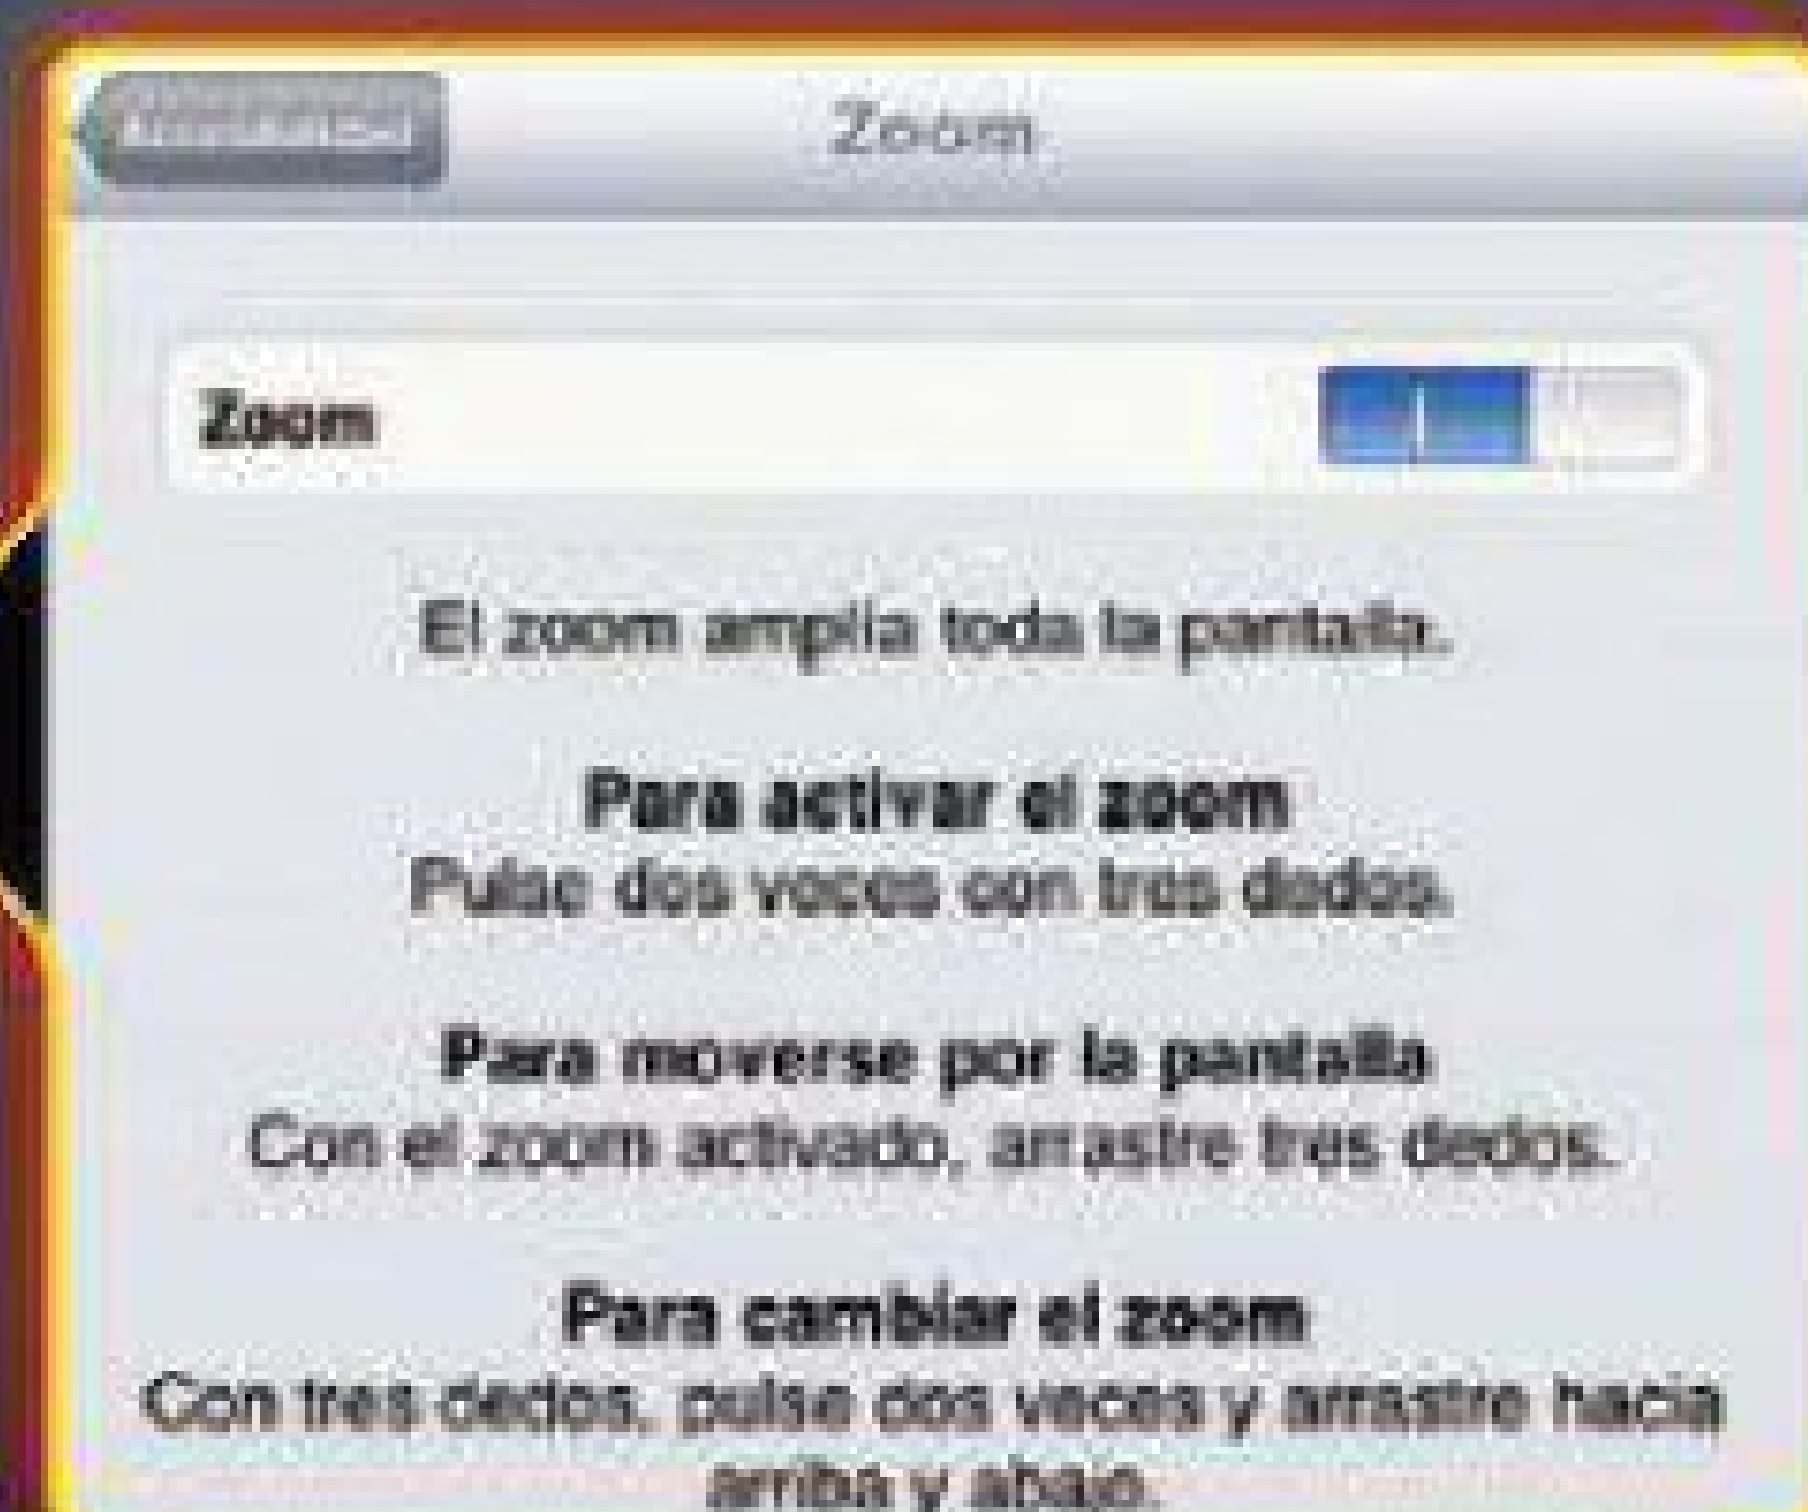 Zoom
Zoom
El zoom amplía toda la pantalla.
Para activar el zoom
Pulse dos veces con tres dedos.
Para moverse por la pantalla
Con el zoom activado, arrastre tres dedos.
Para cambiar el zoom
Con tres dedos, pulse dos veces y arrastre hacia
arriba y abajo.